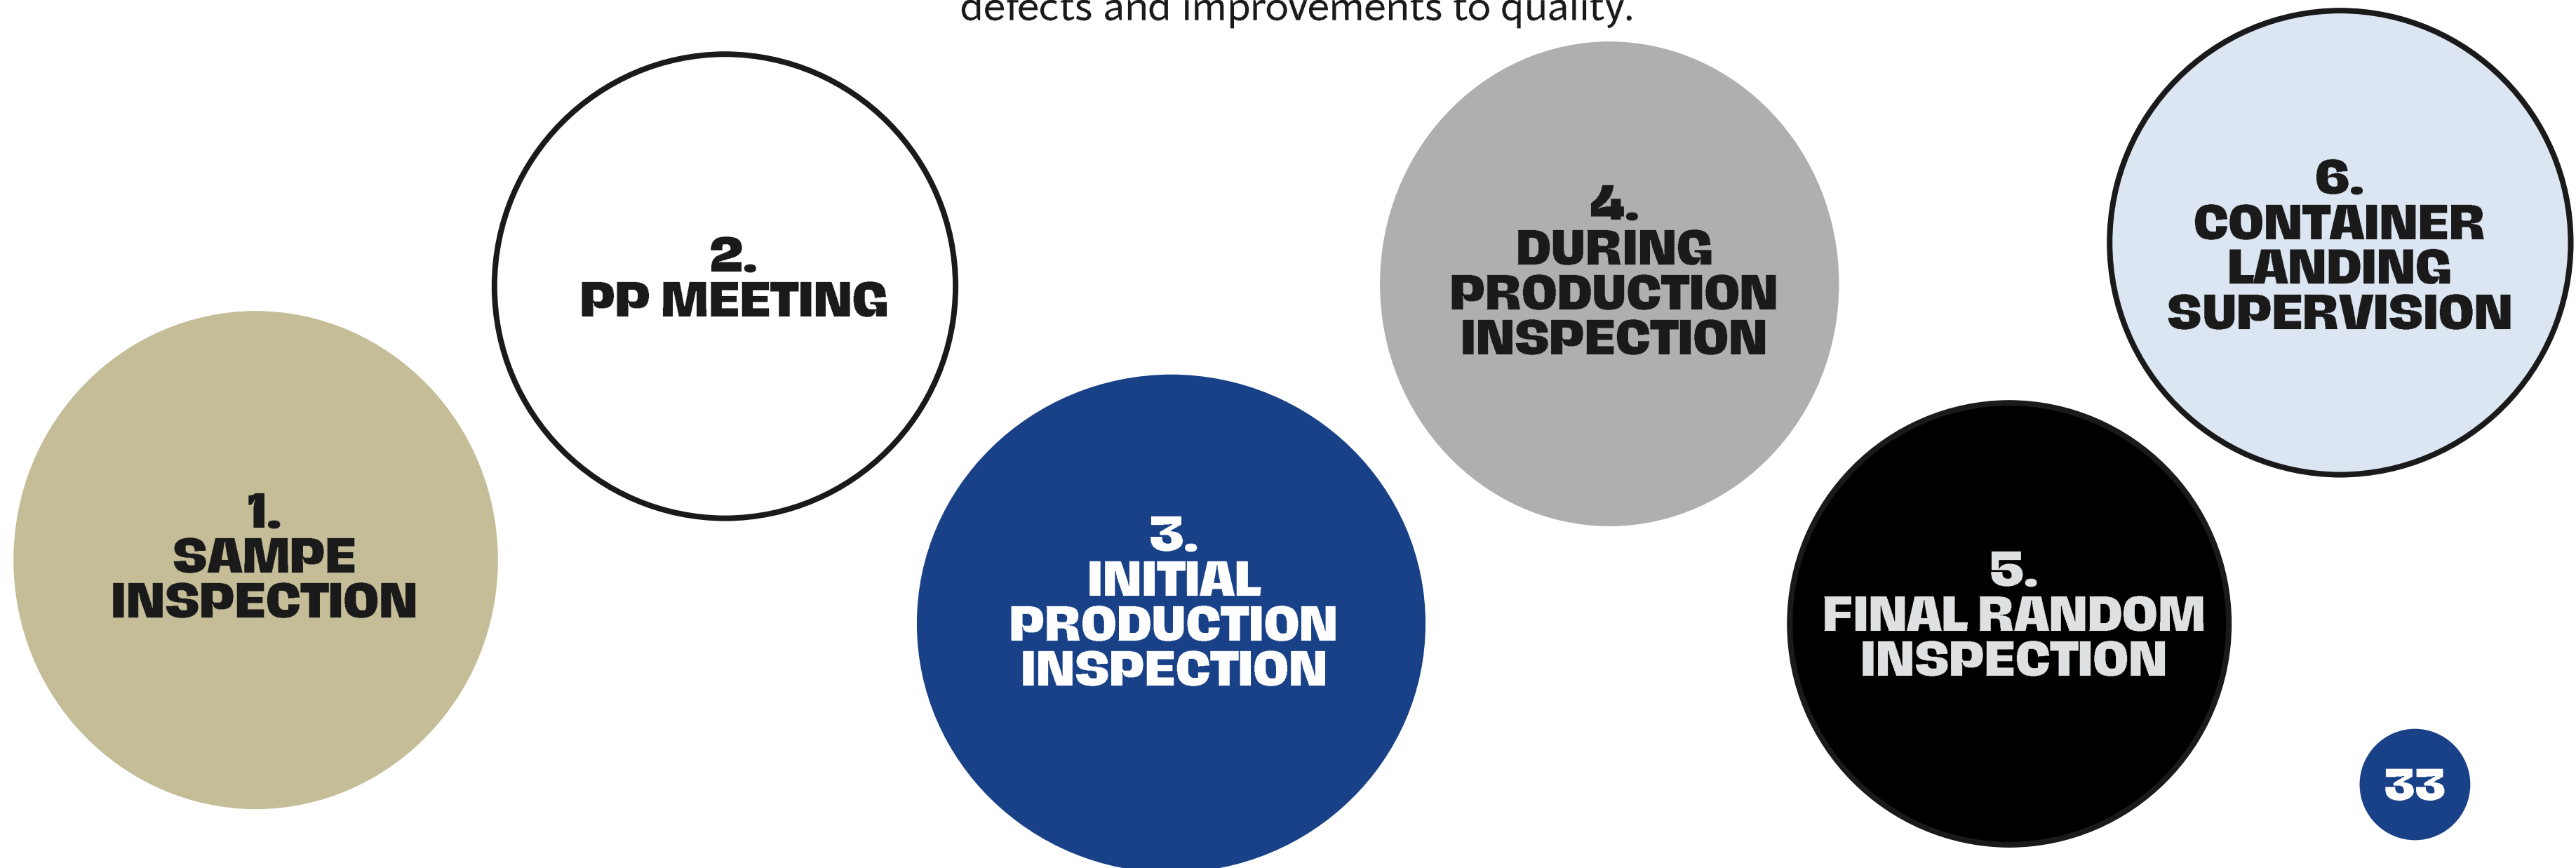 defects and improvements to quality.
1.
SAMPE
INSPECTION
2.
PP MEETING
3.
INITIAL
PRODUCTION
INSPECTION
4.
DURING
PRODUCTION
INSPECTION
5.
FINAL RANDOM
INSPECTION
6.
CONTAINER
LANDING
SUPERVISION
33